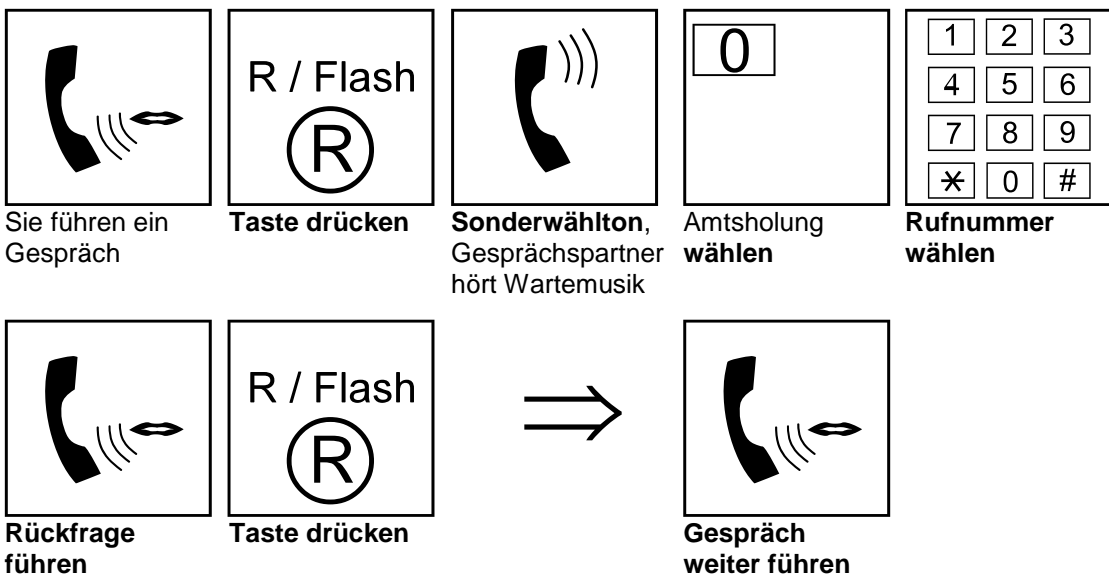 R / Flash
R
0
1 2 3
4 5 6
7 8 9
* 0 #
Sie führen ein
Gespräch
Taste drücken
Sonderwählton,
Gesprächspartner
hört Wartemusik
Amtsholung
wählen
Rufnummer
wählen
R / Flash
R
Rückfrage
führen
Taste drücken
Gespräch
weiter führen